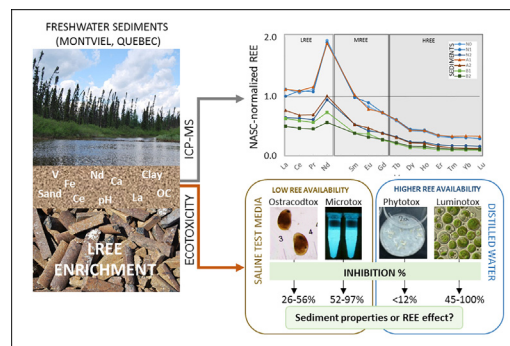 FRESHWATER SEDIMENTS
(MONTVIEL, QUEBEC)
V
Nd
Clay
Fe
Ca
Sand
Ce
pH
La
OC
LREE
ENRICHMENT
ICP-MS
ECOTOXICITY
NASC-normalized REE
2.0
1.0
0.0
LREE
MREE
HREE
SEDIMENTS
La Ce Pr Nd Sm Eu Gd Tb Dy Ho Er Tm Yb Lu
LOW REE AVAILABILITY
HIGHER REE AVAILABILITY
SALINE TEST MEDIA
Ostracodtox
Microtox
Phytotox
Luminotox
DISTILLED WATER
3
4
INHIBITION %
26-56%
52-97%
<12%
45-100%
Sediment properties or REE effect?